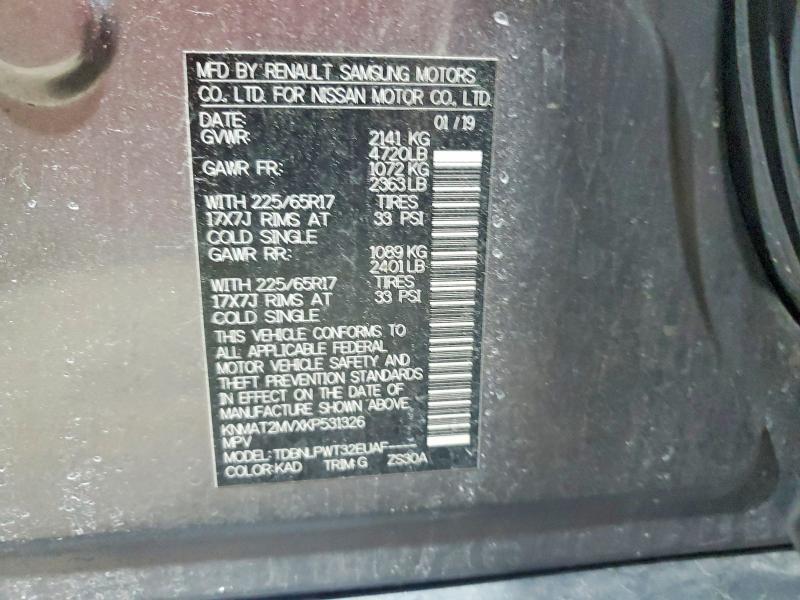 MFD BY RENAULT SAMSUNG MOTORS
CO., LTD. FOR NISSAN MOTOR CO., LTD.
DATE: 01/19
GVWR: 2141 KG
4720LB
GAWR FR: 1072 KG
2363 LB
WITH 225/65R17 TIRES
17X7J RIMS AT 33 PSI
COLD SINGLE
GAWR RR: 1089 KG
2401 LB
WITH 225/65R17 TIRES
17X7J RIMS AT 33 PSI
COLD SINGLE
THIS VEHICLE CONFORMS TO
ALL APPLICABLE FEDERAL
MOTOR VEHICLE SAFETY AND
THEFT PREVENTION STANDARDS
IN EFFECT ON THE DATE OF
MANUFACTURE SHOWN ABOVE.
KNMAT2MVXKP531326
MPV
MODEL: TDBNLPWT32EUAF----
COLOR:KAD TRIM:G ZS30A